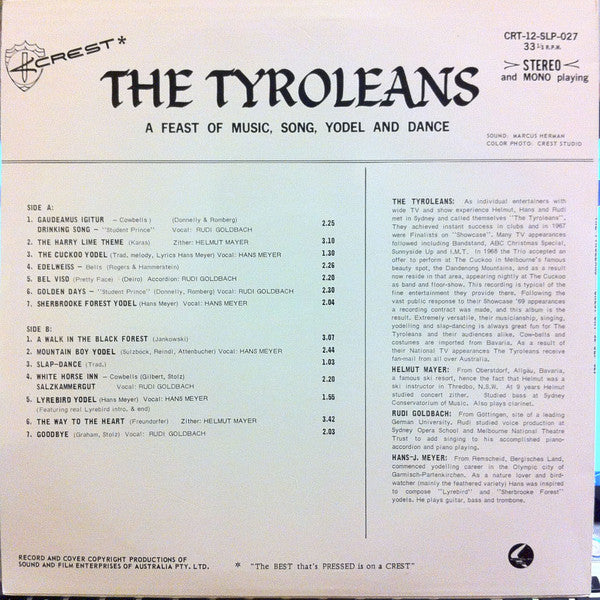 CREST*
CRT-12-SLP-027
33 1/3 R.P.M.
THE TYROLEANS
> STEREO <
and MONO playing
A FEAST OF MUSIC, SONG, YODEL AND DANCE
SOUND: MARCUS HERMAN
COLOR PHOTO: CREST STUDIO
SIDE A:
1. GAUDEAMUS IGITUR – Cowbells) (Donnelly & Romberg)
DRINKING SONG – "Student Prince" Vocal: RUDI GOLDBACH 2.25
2. THE HARRY LIME THEME (Karas) Zither: HELMUT MAYER 3.10
3. THE CUCKOO YODEL (Trad, melody, Lyrics Hans Meyer) Vocal: HANS MEYER 1.30
4. EDELWEISS – Bells (Rogers & Hammerstein) 2.26
5. BEL VISO (Pretty Face) (Deiro) Accordion: RUDI GOLDBACH 2.20
6. GOLDEN DAYS – "Student Prince" (Donnelly, Romberg) Vocal: RUDI GOLDBACH 2.30
7. SHERBROOKE FOREST YODEL (Hans Meyer) Vocal: HANS MEYER 2.04
SIDE B:
1. A WALK IN THE BLACK FOREST (Jankowski) 3.07
2. MOUNTAIN BOY YODEL (Sulzböck, Reindl, Attenbucher) Vocal: HANS MEYER 2.44
3. SLAP-DANCE (Trad.) 1.03
4. WHITE HORSE INN – Cowbells (Gilbert, Stolz)
SALZKAMMERGUT Vocal: RUDI GOLDBACH 2.20
5. LYREBIRD YODEL (Hans Meyer) Vocal: HANS MEYER 1.55
(Featuring real Lyrebird intro, & end)
6. THE WAY TO THE HEART (Freundorfer) Zither: HELMUT MAYER 3.42
7. GOODBYE (Graham, Stolz) Vocal: RUDI GOLDBACH 2.03
THE TYROLEANS: As individual entertainers with
wide TV and show experience Helmut, Hans and Rudi
met in Sydney and called themselves "The Tyroleans".
They achieved instant success in clubs and in 1967
were Finalists on "Showcase". Many TV appearances
followed including Bandstand, ABC Christmas Special,
Sunnyside Up and I.M.T. In 1968 the Trio accepted an
offer to perform at The Cuckoo in Melbourne's famous
beauty spot, the Dandenong Mountains, and as a result
now reside in that area, appearing nightly at The Cuckoo
as band and floor-show. This recording is typical of the
fine entertainment they provide there. Following the
vast public response to their Showcase '69 appearances
a recording contract was made, and this album is the
result. Extremely versatile, their musicianship, singing,
yodelling and slap-dancing is always great fun for The
Tyroleans and their audiences alike. Cow-bells and
costumes are imported from Bavaria. As a result of
their National TV appearances The Tyroleans receive
fan-mail from all over Australia.
HELMUT MAYER: From Oberstdorf, Allgäu, Bavaria,
a famous ski resort, hence the fact that Helmut was a
ski instructor in Thredbo, N.S.W. At 9 years Helmut
studied concert zither. Studied bass at Sydney
Conservatorium of Music. Also plays clarinet.
RUDI GOLDBACH: From Göttingen, site of a leading
German University. Rudi studied voice production at
Sydney Opera School and Melbourne National Theatre
Trust to add singing to his accomplished piano-
accordion and piano playing.
HANS-J. MEYER: From Remscheid, Bergisches Land,
commenced yodelling career in the Olympic city of
Garmisch-Partenkirchen. As a nature lover and bird-
watcher (mainly the feathered variety) Hans was inspired
to compose "Lyrebird" and "Sherbrooke Forest"
yodels. He plays guitar, bass and trombone.
RECORD AND COVER COPYRIGHT PRODUCTIONS OF
SOUND AND FILM ENTERPRISES OF AUSTRALIA PTY. LTD.
* "The BEST that's PRESSED is on a CREST"